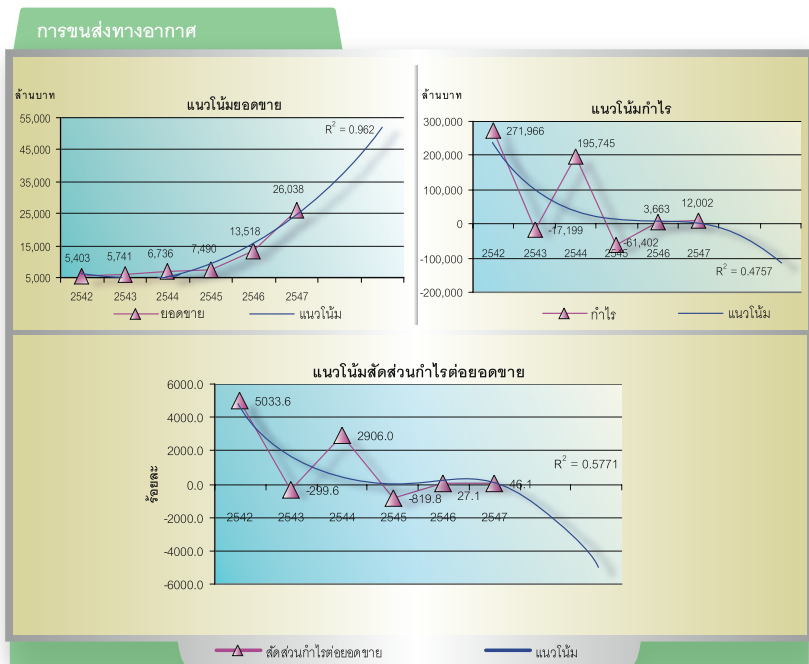 การขนส่งทางอากาศ
ล้านบาท
แนวโน้มยอดขาย
55,000
45,000
35,000
25,000
15,000
5,000
R² = 0.962
5,403
5,741
6,736
7,490
13,518
26,038
2542 2543 2544 2545 2546 2547
ยอดขาย แนวโน้ม
ล้านบาท
แนวโน้มกำไร
300,000
200,000
100,000
0
-100,000
-200,000
271,966
-17,199
195,745
-61,402
3,663
12,002
2542 2543 2544 2545 2546 2547
R² = 0.4757
กำไร แนวโน้ม
แนวโน้มสัดส่วนกำไรต่อยอดขาย
ร้อยละ
6000.0
4000.0
2000.0
0.0
-2000.0
-4000.0
-6000.0
5033.6
-299.6
2906.0
-819.8
27.1
46.1
R² = 0.5771
2542 2543 2544 2545 2546 2547
สัดส่วนกำไรต่อยอดขาย แนวโน้ม